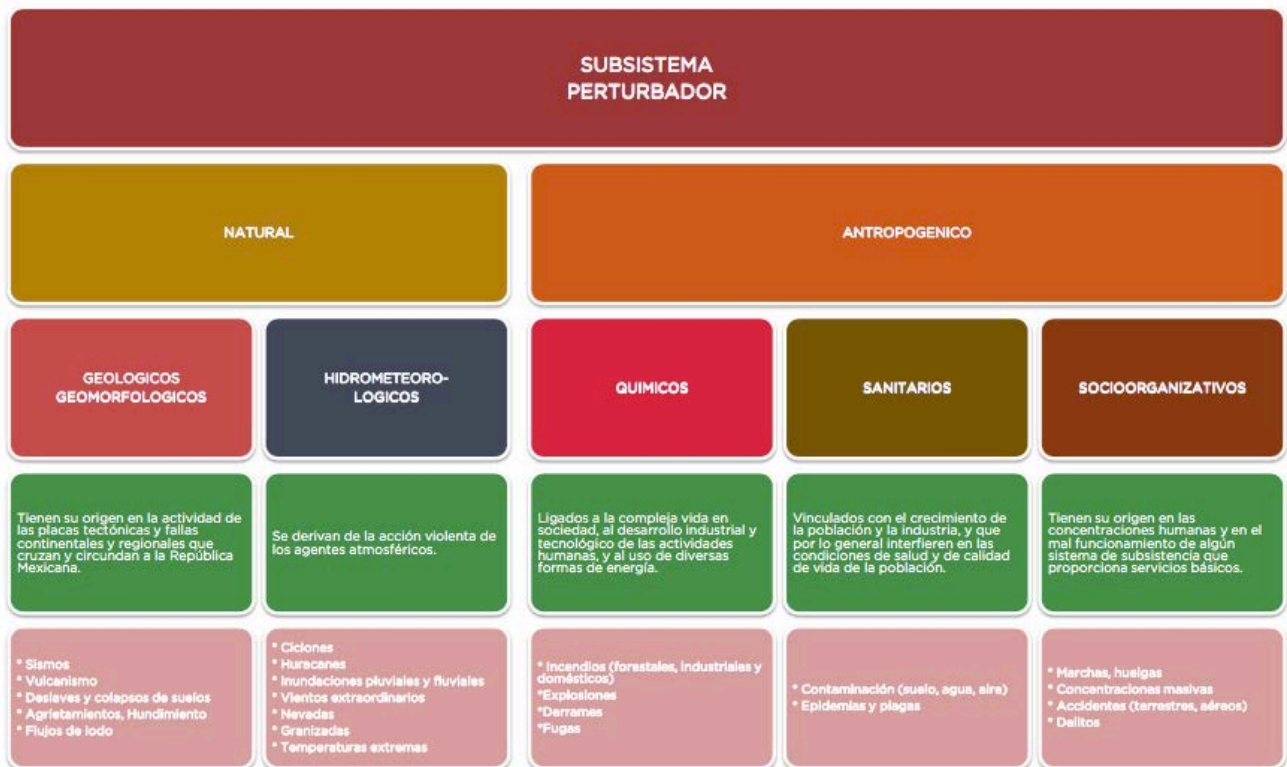 SUBSISTEMA
PERTURBADOR
NATURAL
ANTROPOGENICO
GEOLOGICOS
GEOMORFOLOGICOS
HIDROMETEORO-
LOGICOS
QUIMICOS
SANITARIOS
SOCIOORGANIZATIVOS
Tienen su origen en la actividad de
las placas tectónicas y fallas
continentales y regionales que
cruzan y circundan a la República
Mexicana.
Se derivan de la acción violenta de
los agentes atmosféricos.
Ligados a la compleja vida en
sociedad, al desarrollo industrial y
tecnológico de las actividades
humanas, y al uso de diversas
formas de energía.
Vinculados con el crecimiento de
la población y la industria, y que
por lo general interfieren en las
condiciones de salud y de calidad
de vida de la población.
Tienen su origen en las
concentraciones humanas y en el
mal funcionamiento de algún
sistema de subsistencia que
proporciona servicios básicos.
* Sismos
* Vulcanismo
* Deslaves y colapsos de suelos
* Agrietamientos, Hundimiento
* Flujos de lodo
* Ciclones
* Huracanes
* Inundaciones pluviales y fluviales
* Vientos extraordinarios
* Nevadas
* Granizadas
* Temperaturas extremas
* Incendios (forestales, industriales y
domésticos)
*Explosiones
*Derrames
*Fugas
* Contaminación (suelo, agua, aire)
* Epidemias y plagas
* Marchas, huelgas
* Concentraciones masivas
* Accidentes (terrestres, aéreos)
* Delitos